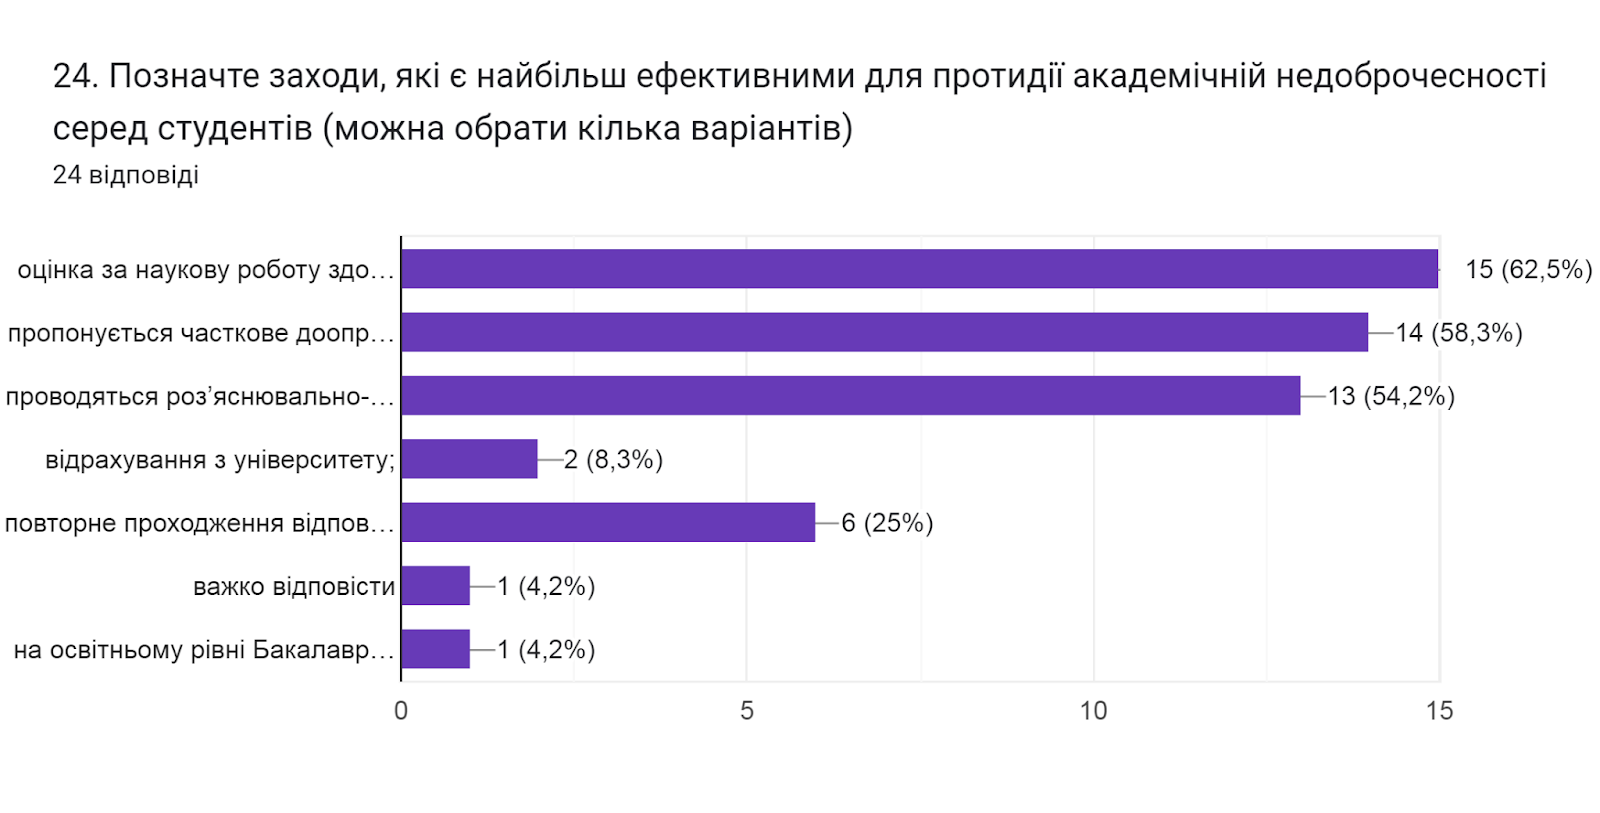 24. Позначте заходи, які є найбільш ефективними для протидії академічній недоброчесності
серед студентів (можна обрати кілька варіантів)
24 відповіді
оцінка за наукову роботу здо… 15 (62,5%)
пропонується часткове доопр… 14 (58,3%)
проводяться роз’яснювально-… 13 (54,2%)
відрахування з університету; 2 (8,3%)
повторне проходження відпов… 6 (25%)
важко відповісти 1 (4,2%)
на освітньому рівні Бакалавр… 1 (4,2%)
0 5 10 15